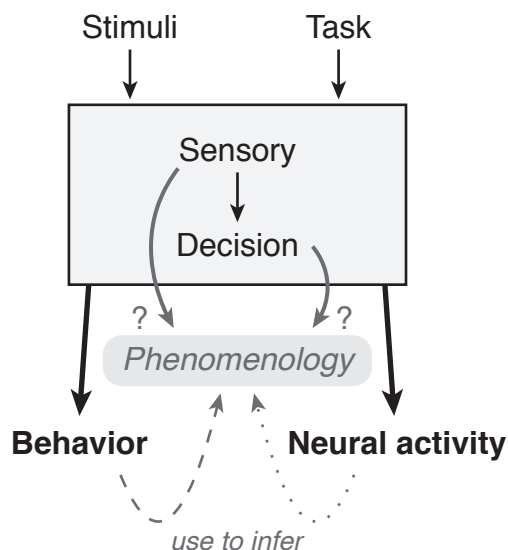 Stimuli Task
Sensory
Decision
? ?
Phenomenology
Behavior Neural activity
use to infer